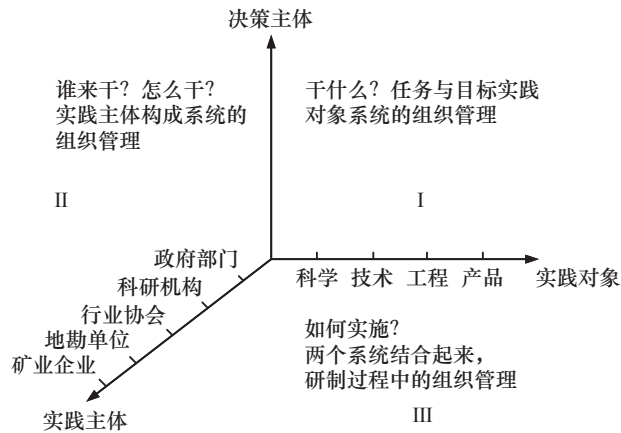 决策主体
谁来干？怎么干？
实践主体构成系统的
组织管理
II
干什么？任务与目标实践
对象系统的组织管理
I
政府部门
科研机构
行业协会
地勘单位
矿业企业
实践主体
科学 技术 工程 产品 实践对象
如何实施？
两个系统结合起来，
研制过程中的组织管理
III